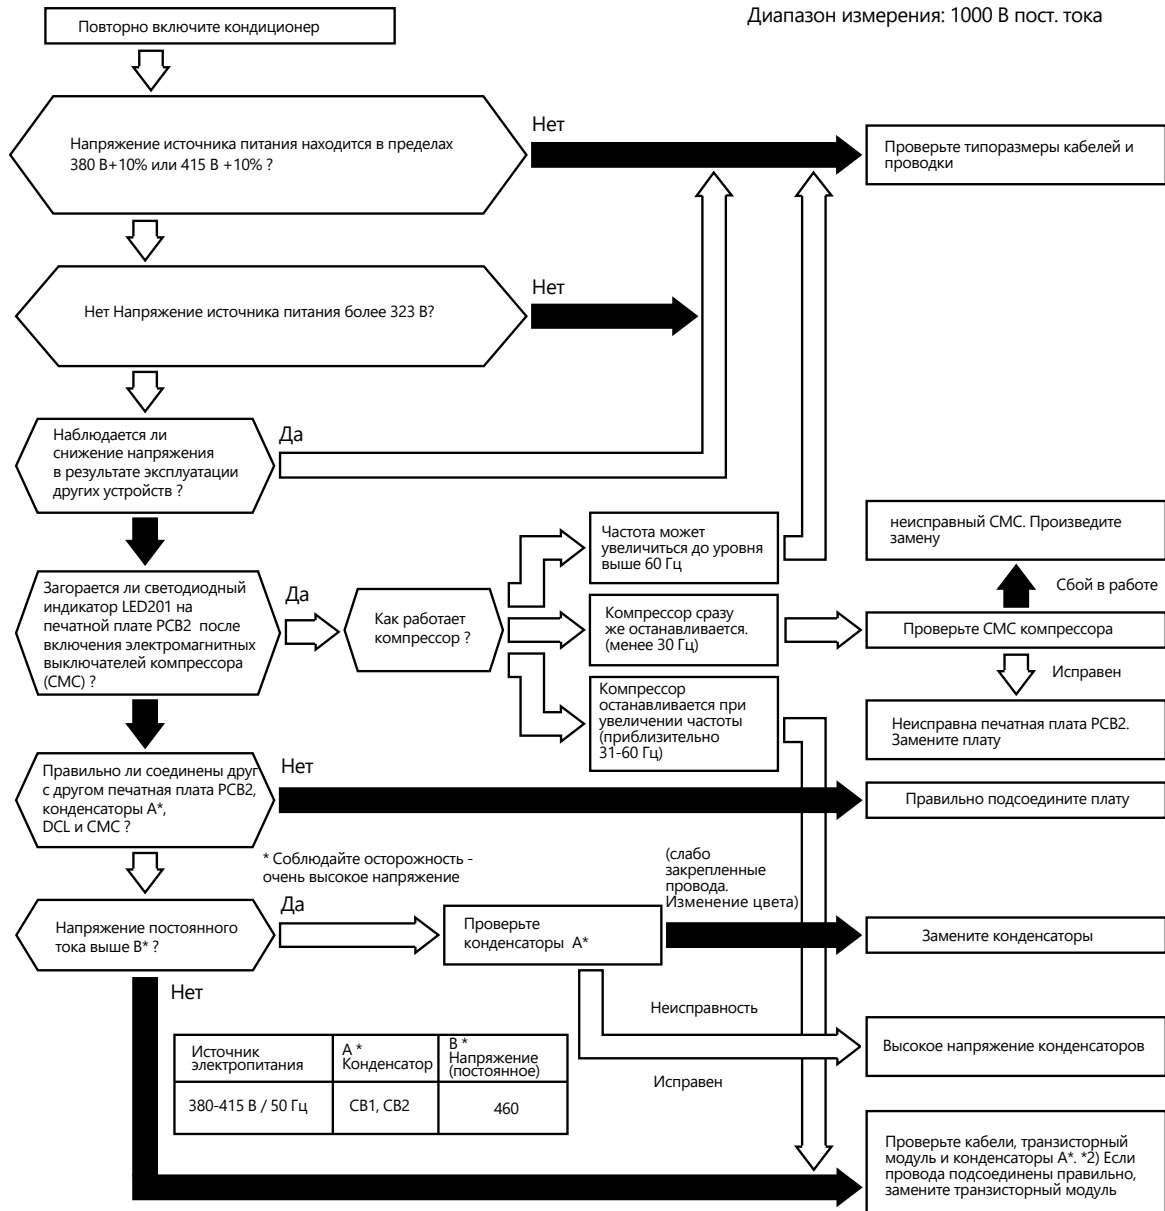 Диапазон измерения: 1000 В пост. тока
Повторно включите кондиционер
Напряжение источника питания находится в пределах
380 В+10% или 415 В +10% ?
Нет
Проверьте типоразмеры кабелей и
проводки
Нет Напряжение источника питания более 323 В?
Нет
Наблюдается ли
снижение напряжения
в результате эксплуатации
других устройств ?
Да
Загорается ли светодиодный
индикатор LED201 на
печатной плате PCB2 после
включения электромагнитных
выключателей компрессора
(СМС) ?
Да
Как работает
компрессор ?
Частота может
увеличиться до уровня
выше 60 Гц
Компрессор сразу
же останавливается.
(менее 30 Гц)
Компрессор
останавливается при
увеличении частоты
(приблизительно
31-60 Гц)
неисправный СМС. Произведите
замену
Сбой в работе
Проверьте СМС компрессора
Исправен
Неисправна печатная плата PCB2.
Замените плату
Правильно ли соединены друг
с другом печатная плата PCB2,
конденсаторы А*,
DCL и СМС ?
Нет
Правильно подсоедините плату
* Соблюдайте осторожность -
очень высокое напряжение
Напряжение постоянного
тока выше В* ?
Да
Проверьте
конденсаторы А*
(слабо
закрепленные
провода.
Изменение цвета)
Замените конденсаторы
Нет
Неисправность
Высокое напряжение конденсаторов
Исправен
Источник
электропитания
А *
Конденсатор
В *
Напряжение
(постоянное)
380-415 В / 50 Гц
СВ1, СВ2
460
Проверьте кабели, транзисторный
модуль и конденсаторы А*. *2) Если
провода подсоединены правильно,
замените транзисторный модуль